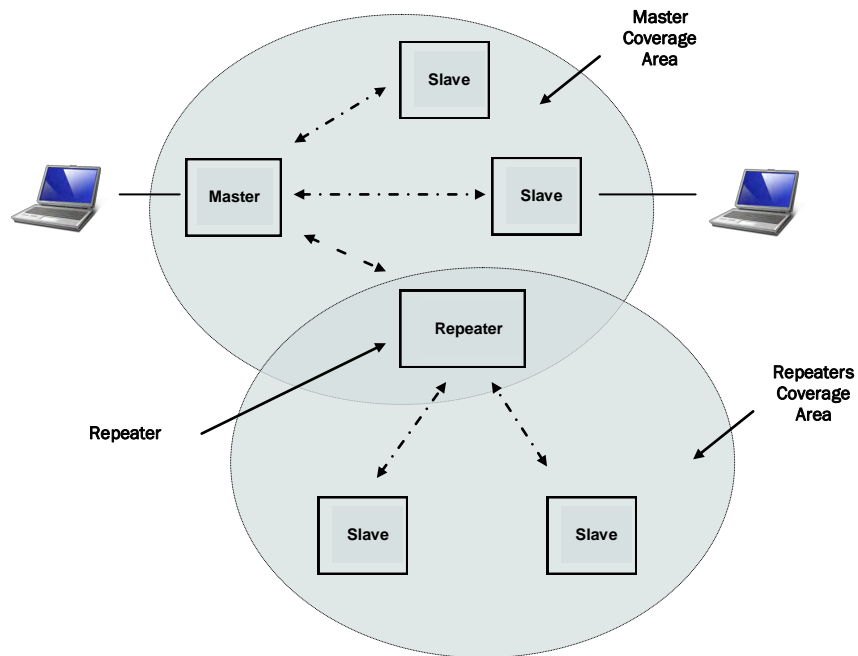 Master
Coverage
Area
Slave
Master
Slave
Repeater
Repeaters
Coverage
Area
Repeater
Slave
Slave